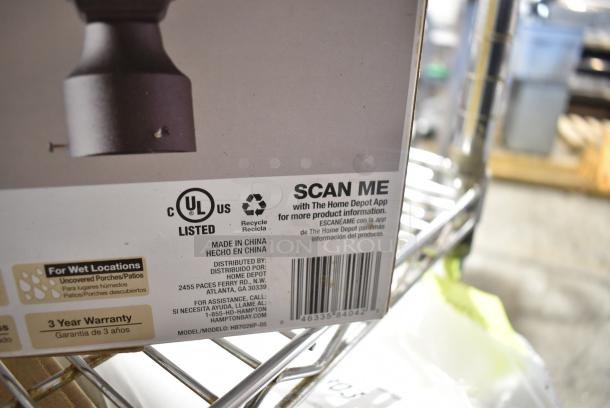 SCAN ME
with The Home Depot App
for more product information.
ESCANÉAME con la app
de The Home Depot para más
información del producto.
C UL US
LISTED
Recycle
Recicla
MADE IN CHINA
HECHO EN CHINA
DISTRIBUTED BY:
DISTRIBUIDO POR:
HOME DEPOT
2455 PACES FERRY RD., N.W.
ATLANTA, GA 30339
FOR ASSISTANCE, CALL:
SI NECESITA AYUDA, LLAME AL:
1-855-HD-HAMPTON
HAMPTONBAY.COM
MODEL/MODELO: HB7028P-05
For Wet Locations
Uncovered Porches/Patios
Para lugares húmedos
Patios/Porches descubiertos
3 Year Warranty
Garantía de 3 años